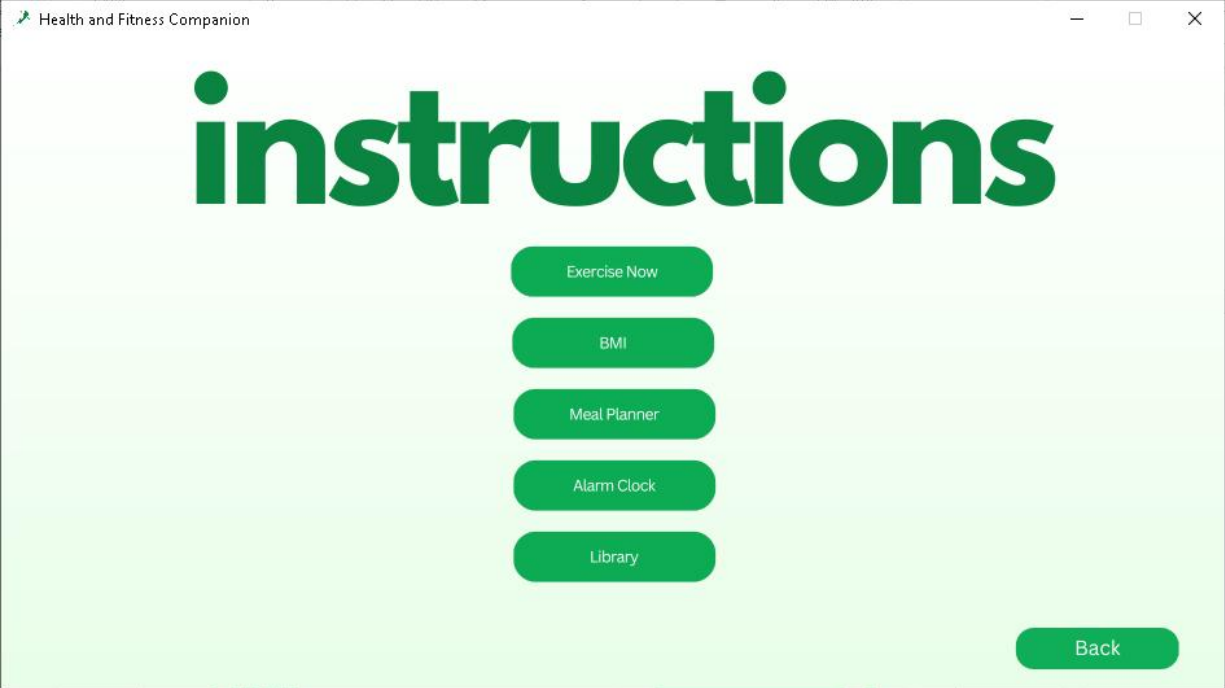 Health and Fitness Companion
instructions
Exercise Now
BMI
Meal Planner
Alarm Clock
Library
Back